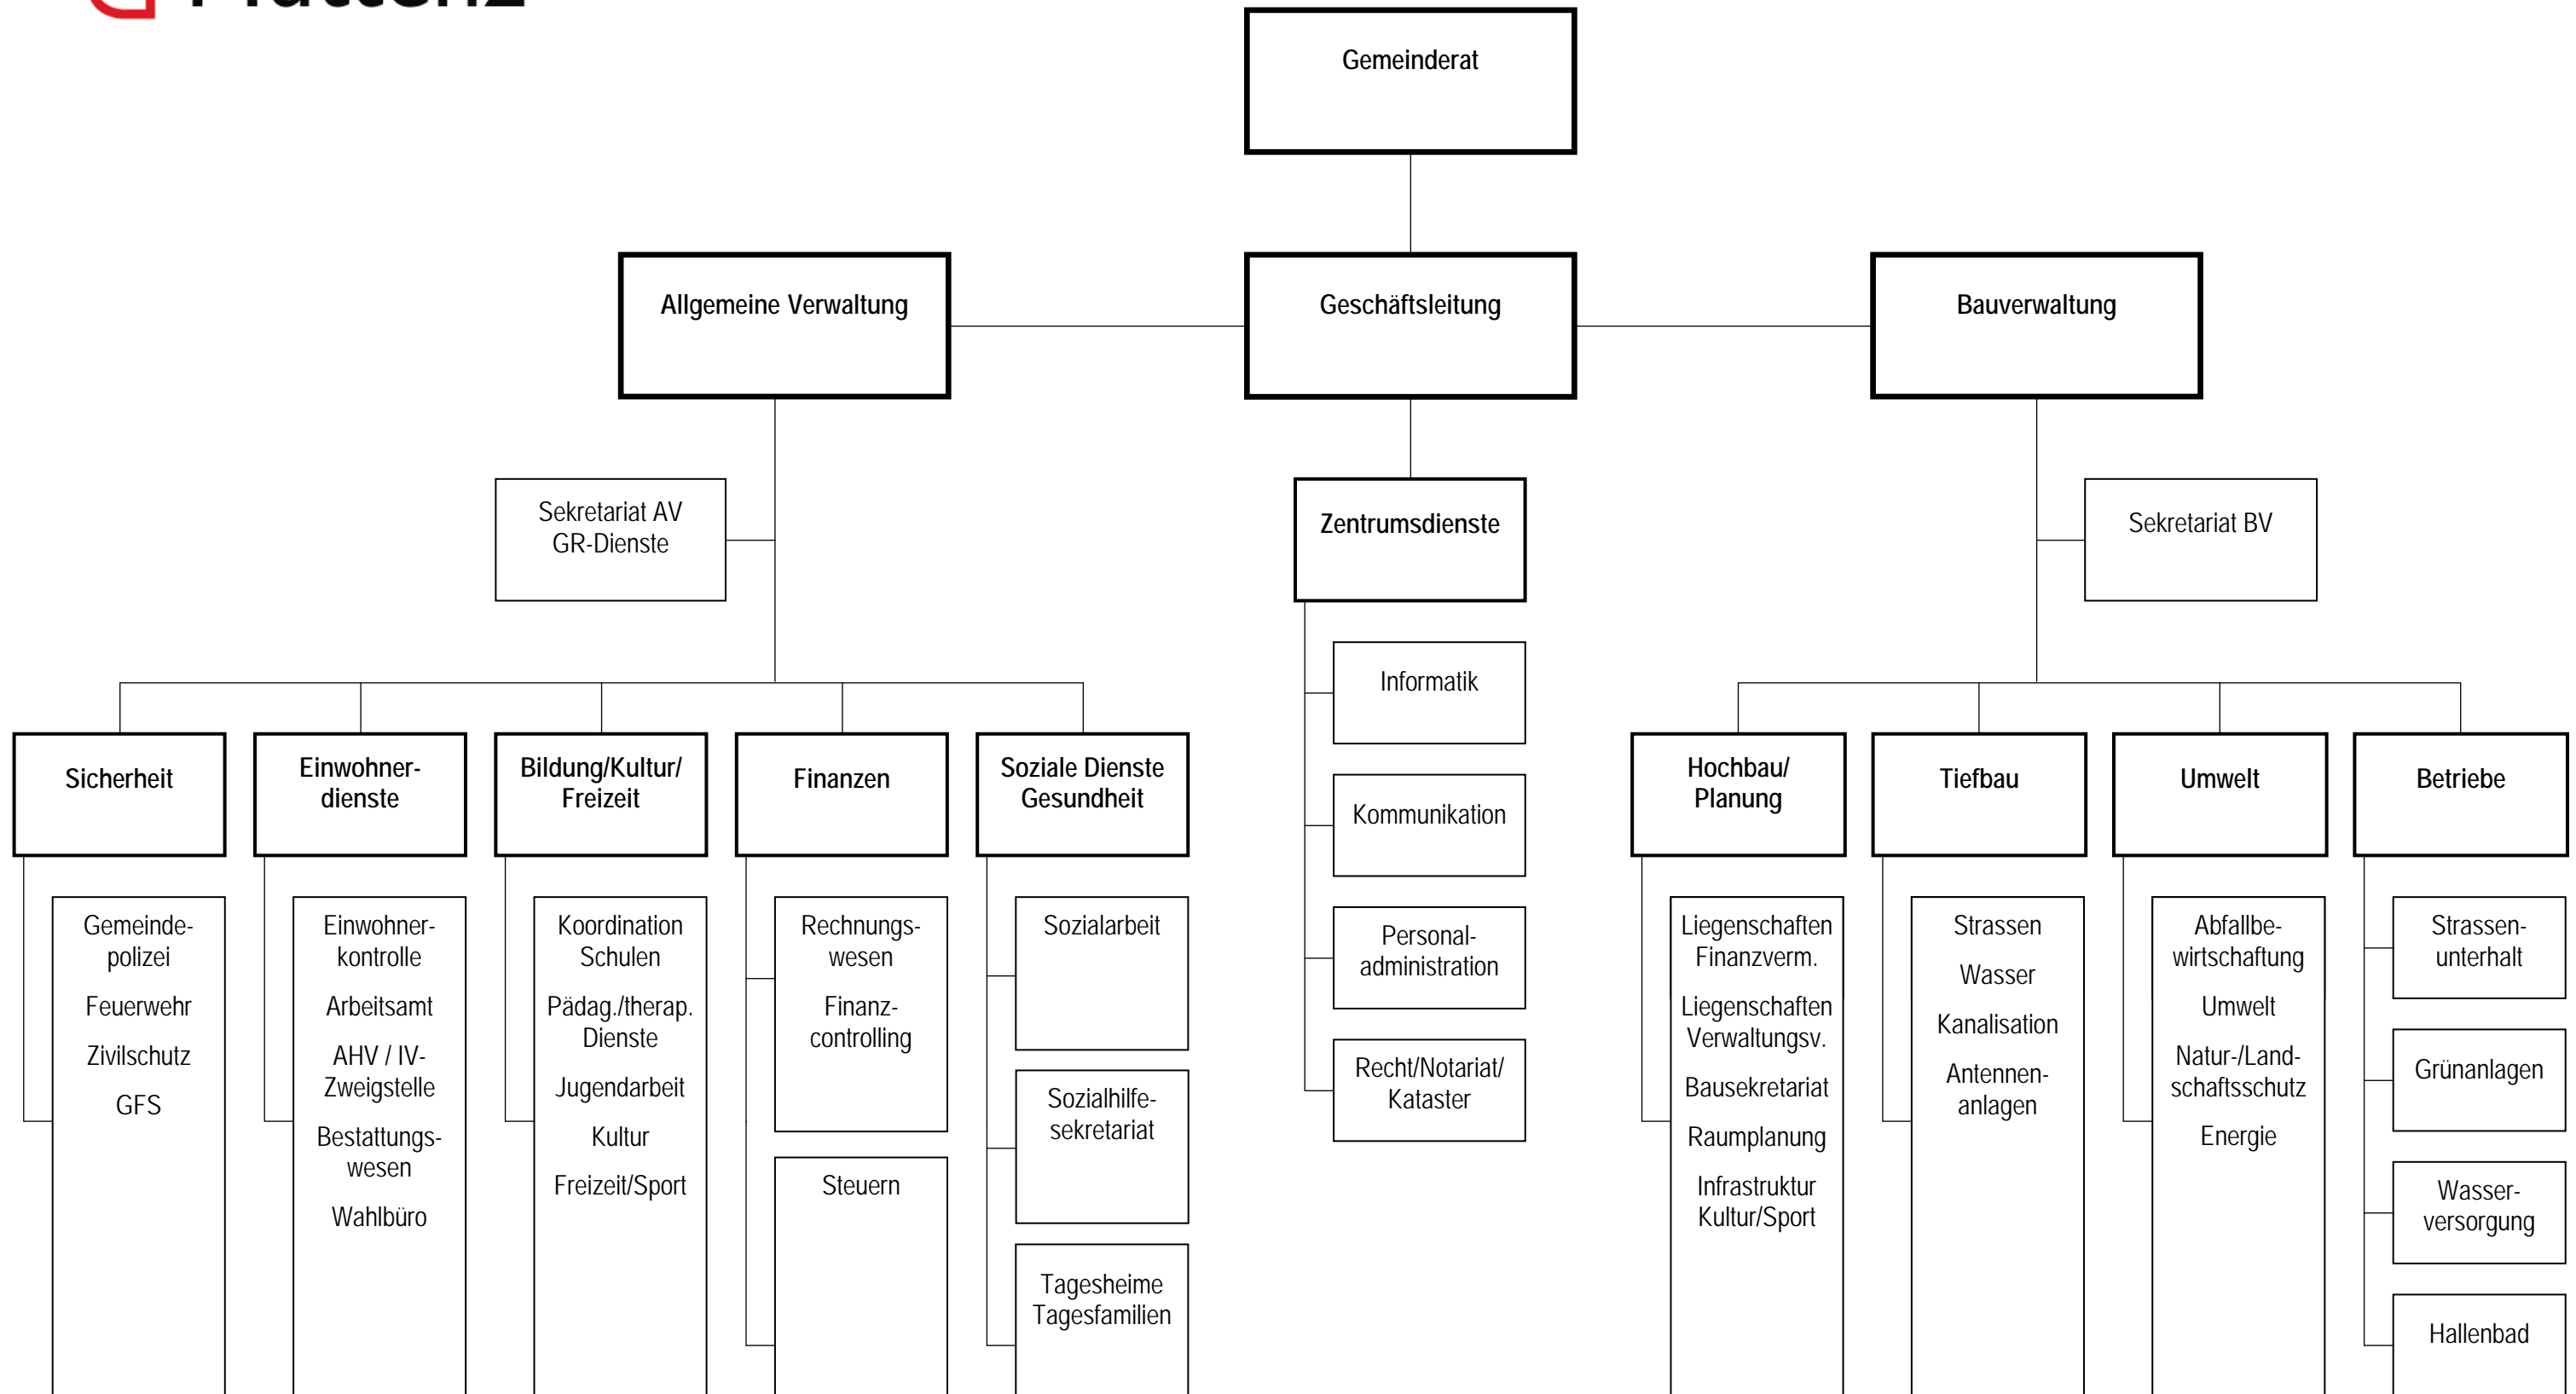 Muttenz
Gemeinderat
Allgemeine Verwaltung
Geschäftsleitung
Bauverwaltung
Sekretariat AV
GR-Dienste
Zentrumsdienste
Sekretariat BV
Informatik
Kommunikation
Personal-
administration
Recht/Notariat/
Kataster
Sicherheit
Gemeinde-
polizei
Feuerwehr
Zivilschutz
GFS
Einwohner-
dienste
Einwohner-
kontrolle
Arbeitsamt
AHV / IV-
Zweigstelle
Bestattungs-
wesen
Wahlbüro
Bildung/Kultur/
Freizeit
Koordination
Schulen
Pädag./therap.
Dienste
Jugendarbeit
Kultur
Freizeit/Sport
Finanzen
Rechnungs-
wesen
Finanz-
controlling
Steuern
Soziale Dienste
Gesundheit
Sozialarbeit
Sozialhilfe-
sekretariat
Tagesheime
Tagesfamilien
Hochbau/
Planung
Liegenschaften
Finanzverm.
Liegenschaften
Verwaltungsv.
Bausekretariat
Raumplanung
Infrastruktur
Kultur/Sport
Tiefbau
Strassen
Wasser
Kanalisation
Antennen-
anlagen
Umwelt
Abfallbe-
wirtschaftung
Umwelt
Natur-/Land-
schaftsschutz
Energie
Betriebe
Strassen-
unterhalt
Grünanlagen
Wasser-
versorgung
Hallenbad